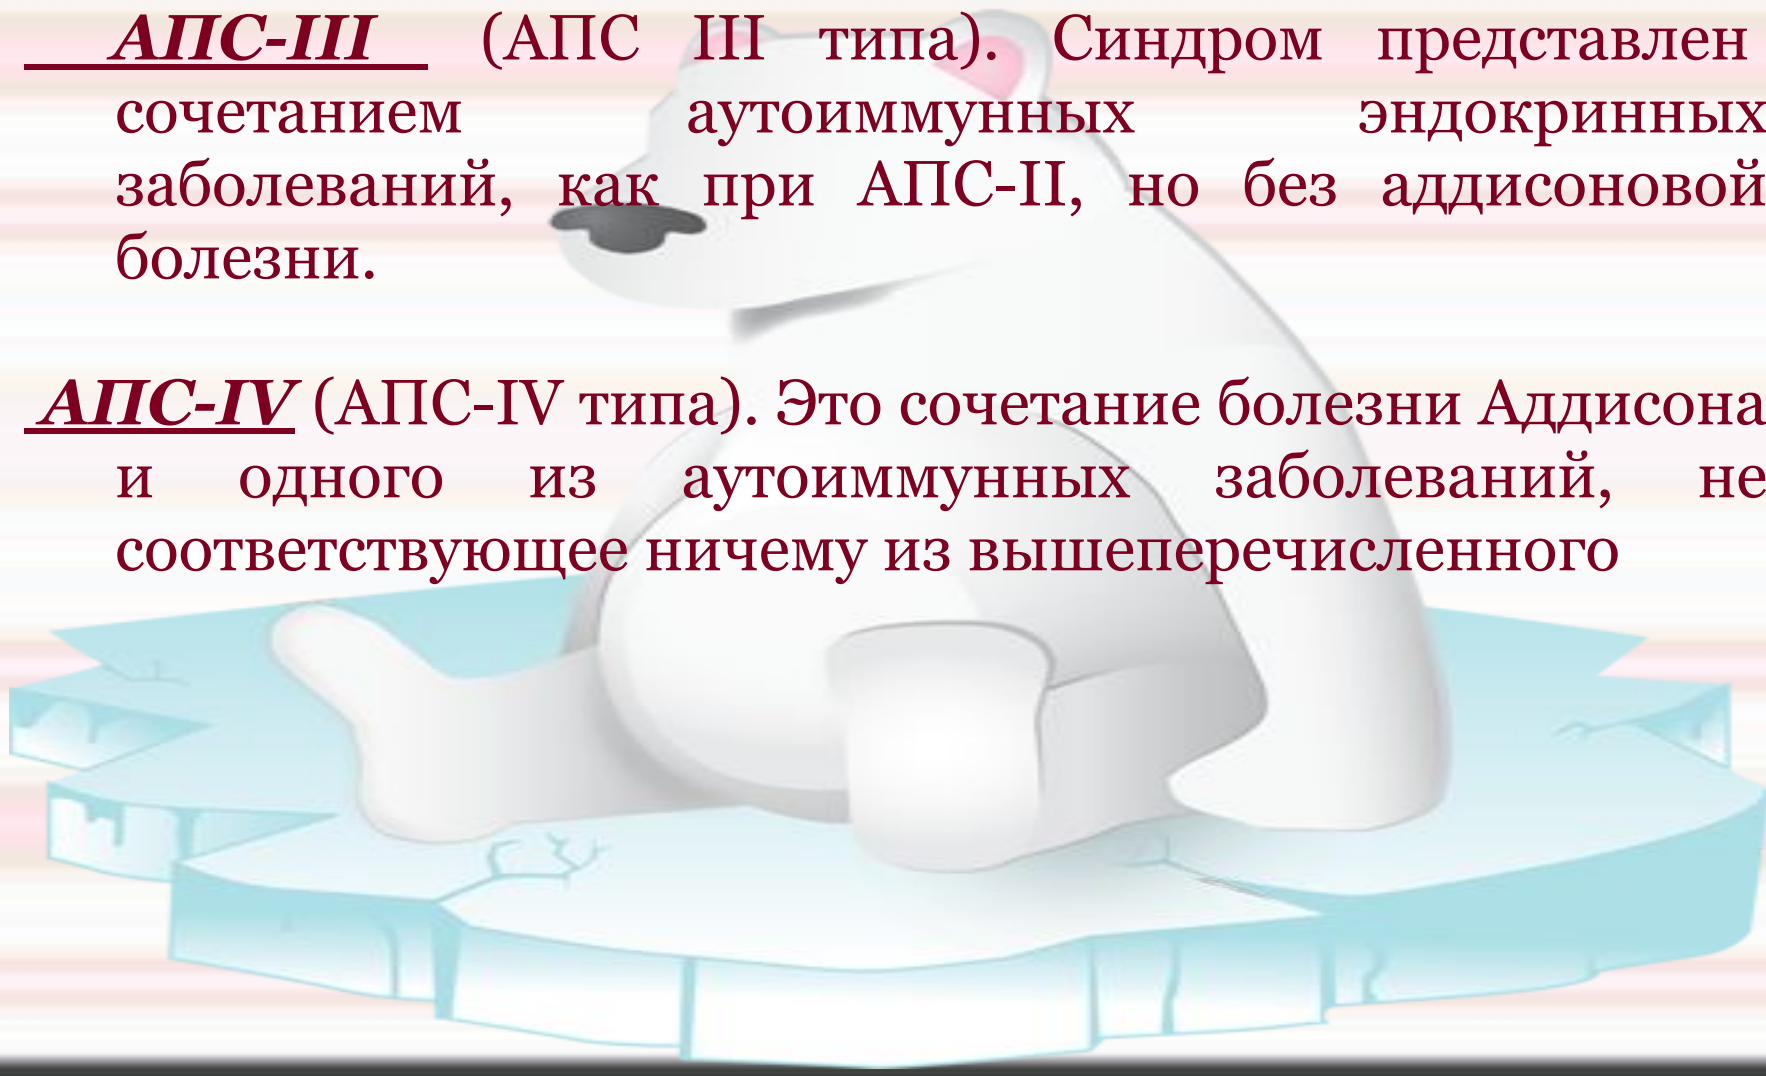 АПС-III (АПС III типа). Синдром представлен
сочетанием аутоиммунных эндокринных
заболеваний, как при АПС-II, но без аддисоновой
болезни.
АПС-IV (АПС-IV типа). Это сочетание болезни Аддисона
и одного из аутоиммунных заболеваний, не
соответствующее ничему из вышеперечисленного